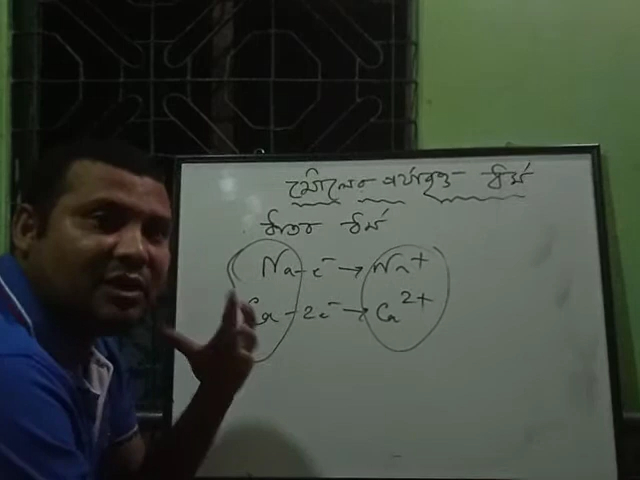 মৌলের পর্যাবৃত্ত ধর্ম
ধাতব ধর্ম
Na - e⁻ → Na⁺
Ca - 2e⁻ → Ca²⁺